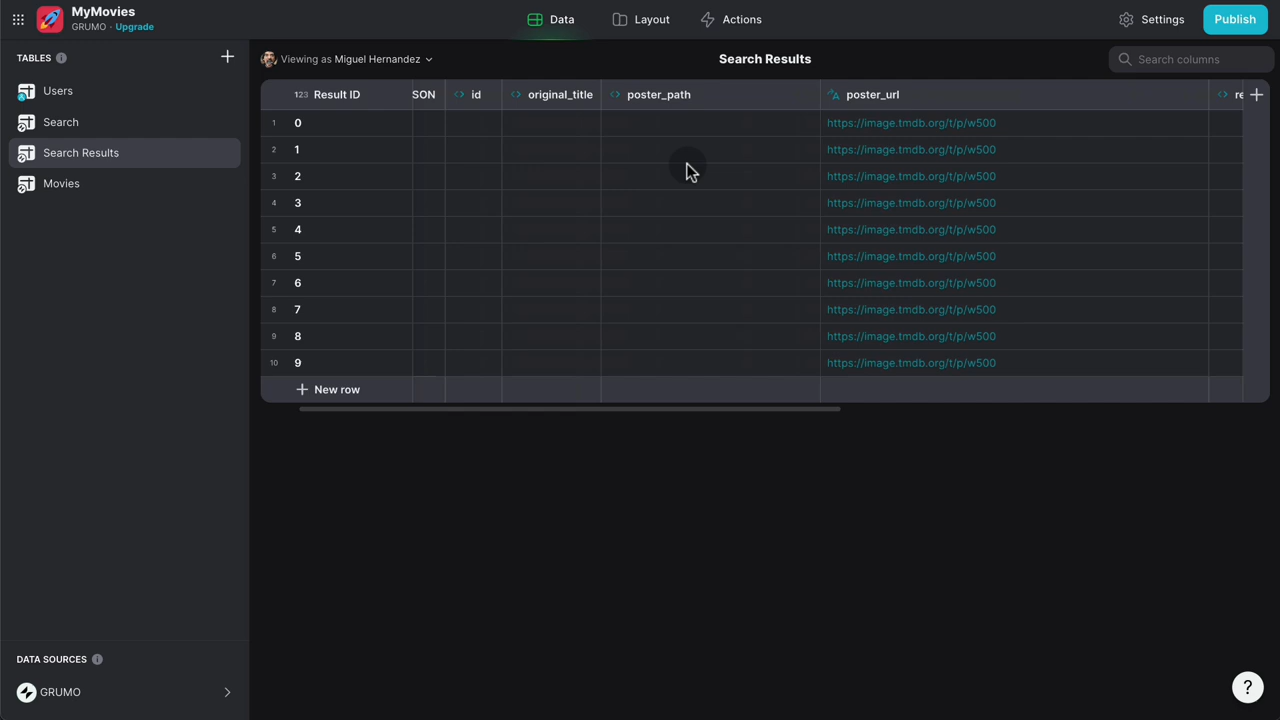 MyMovies
GRUMO · Upgrade
Data
Layout
Actions
Settings
Publish
TABLES
Users
Search
Search Results
Movies
Viewing as Miguel Hernandez
Search Results
Search columns
123 Result ID SON id original_title poster_path poster_url re
1 0 https://image.tmdb.org/t/p/w500
2 1 https://image.tmdb.org/t/p/w500
3 2 https://image.tmdb.org/t/p/w500
4 3 https://image.tmdb.org/t/p/w500
5 4 https://image.tmdb.org/t/p/w500
6 5 https://image.tmdb.org/t/p/w500
7 6 https://image.tmdb.org/t/p/w500
8 7 https://image.tmdb.org/t/p/w500
9 8 https://image.tmdb.org/t/p/w500
10 9 https://image.tmdb.org/t/p/w500
New row
DATA SOURCES
GRUMO
?